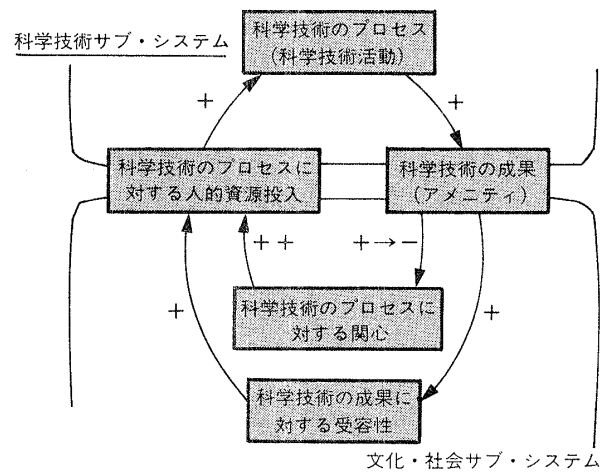 科学技術のプロセス
(科学技術活動)
科学技術サブ・システム
+
+
科学技術のプロセスに
対する人的資源投入
科学技術の成果
(アメニティ)
++
+→−
+
+
科学技術のプロセスに
対する関心
科学技術の成果に
対する受容性
文化・社会サブ・システム